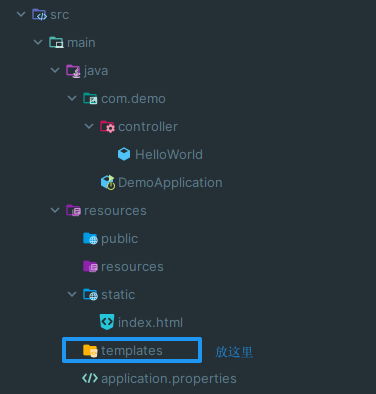 src
main
java
com.demo
controller
HelloWorld
DemoApplication
resources
public
resources
static
index.html
templates 放这里
application.properties